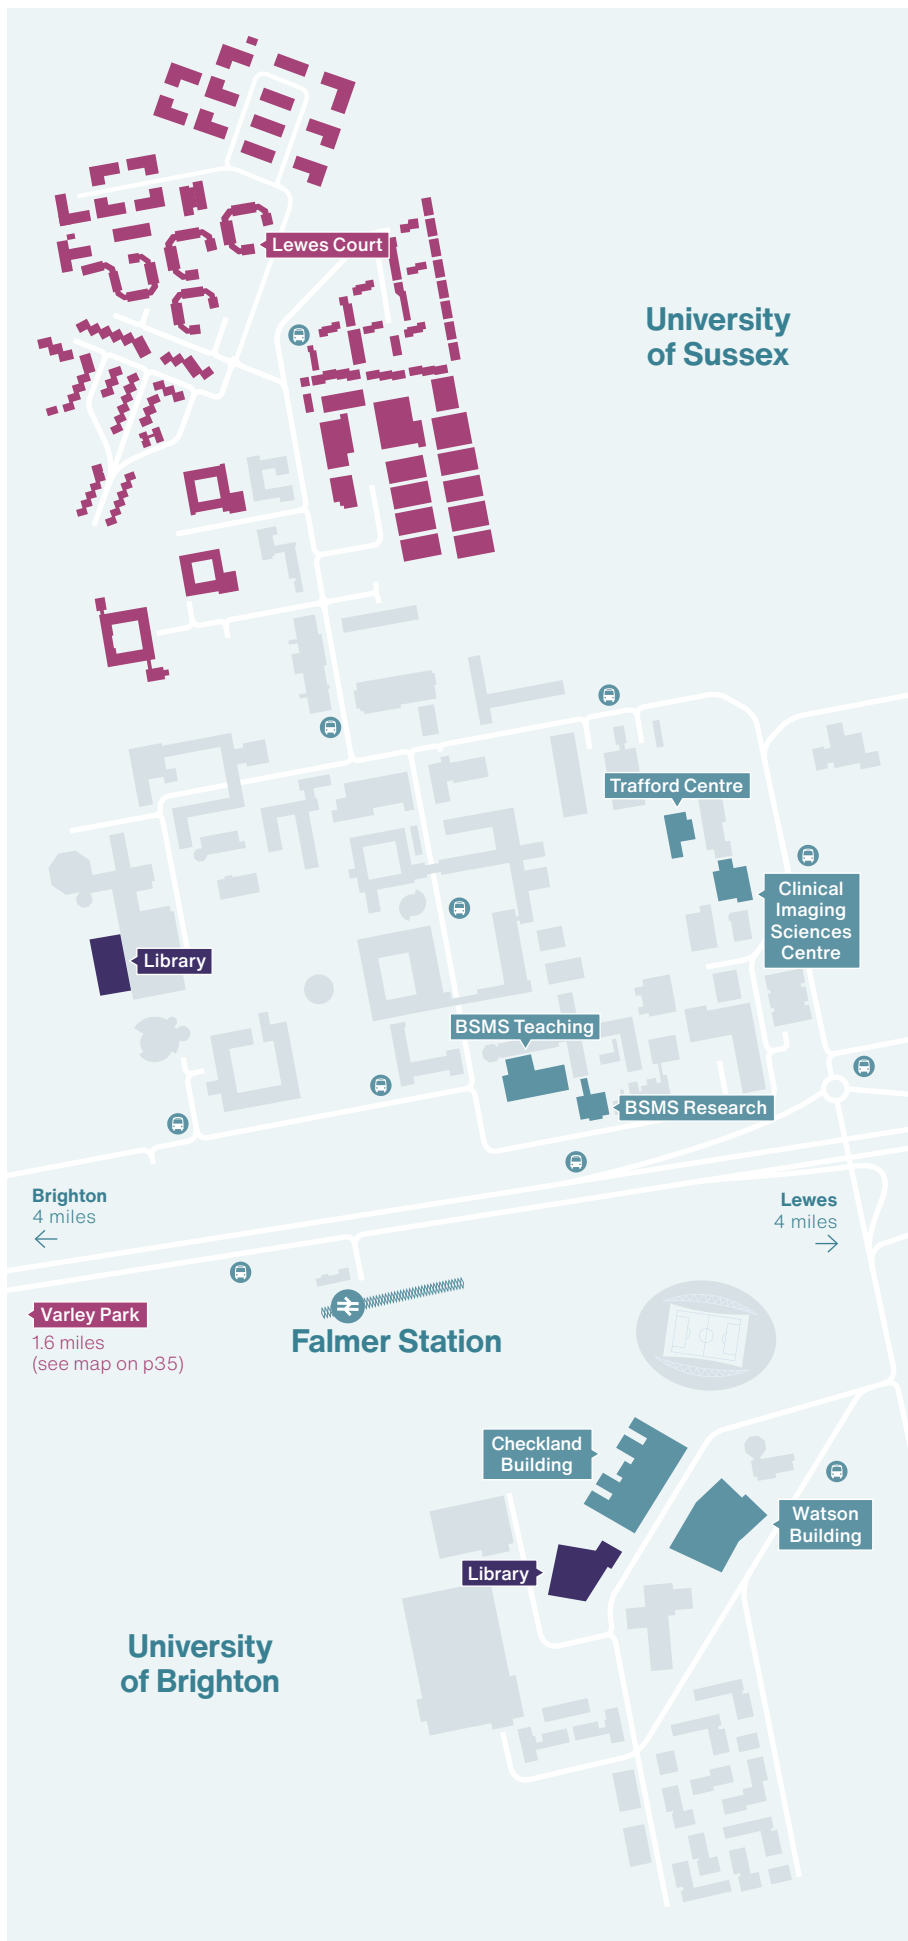 Lewes Court
University
of Sussex
Trafford Centre
Clinical
Imaging
Sciences
Centre
Library
BSMS Teaching
BSMS Research
Brighton
4 miles
←
Lewes
4 miles
→
Varley Park
1.6 miles
(see map on p35)
Falmer Station
Checkland
Building
Watson
Building
Library
University
of Brighton